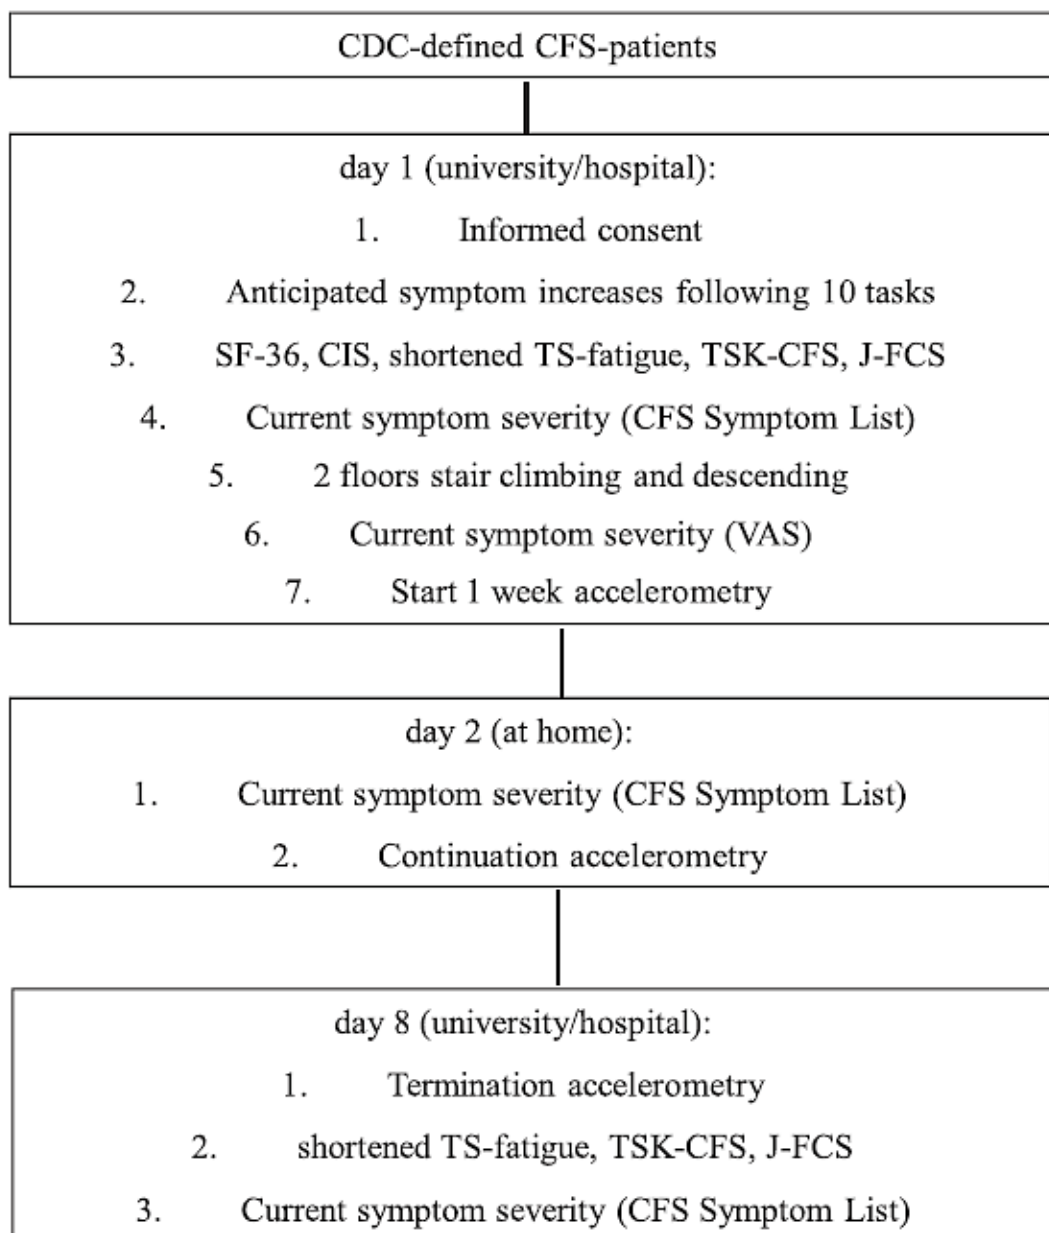 CDC-defined CFS-patients
day 1 (university/hospital):
1. Informed consent
2. Anticipated symptom increases following 10 tasks
3. SF-36, CIS, shortened TS-fatigue, TSK-CFS, J-FCS
4. Current symptom severity (CFS Symptom List)
5. 2 floors stair climbing and descending
6. Current symptom severity (VAS)
7. Start 1 week accelerometry
day 2 (at home):
1. Current symptom severity (CFS Symptom List)
2. Continuation accelerometry
day 8 (university/hospital):
1. Termination accelerometry
2. shortened TS-fatigue, TSK-CFS, J-FCS
3. Current symptom severity (CFS Symptom List)